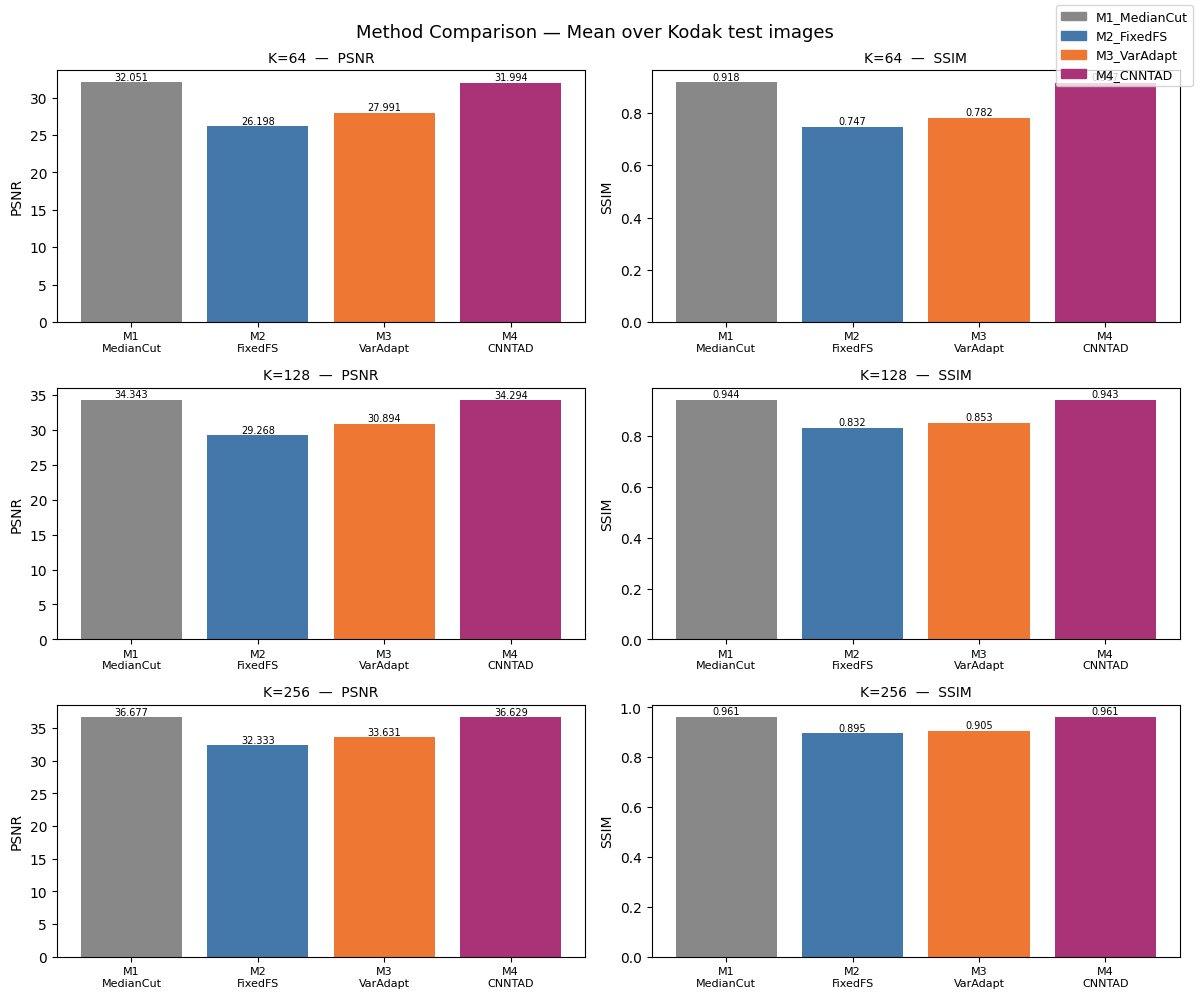 Method Comparison — Mean over Kodak test images
M1_MedianCut
M2_FixedFS
M3_VarAdapt
M4_CNNTAD
K=64 — PSNR
32.051
26.198
27.991
31.994
30
25
20
15
10
5
0
PSNR
M1
MedianCut
M2
FixedFS
M3
VarAdapt
M4
CNNTAD
K=64 — SSIM
0.918
0.747
0.782
0.8
0.6
0.4
0.2
0.0
SSIM
M1
MedianCut
M2
FixedFS
M3
VarAdapt
M4
CNNTAD
K=128 — PSNR
34.343
29.268
30.894
34.294
35
30
25
20
15
10
5
0
PSNR
M1
MedianCut
M2
FixedFS
M3
VarAdapt
M4
CNNTAD
K=128 — SSIM
0.944
0.832
0.853
0.943
0.8
0.6
0.4
0.2
0.0
SSIM
M1
MedianCut
M2
FixedFS
M3
VarAdapt
M4
CNNTAD
K=256 — PSNR
36.677
32.333
33.631
36.629
35
30
25
20
15
10
5
0
PSNR
M1
MedianCut
M2
FixedFS
M3
VarAdapt
M4
CNNTAD
K=256 — SSIM
0.961
0.895
0.905
0.961
1.0
0.8
0.6
0.4
0.2
0.0
SSIM
M1
MedianCut
M2
FixedFS
M3
VarAdapt
M4
CNNTAD